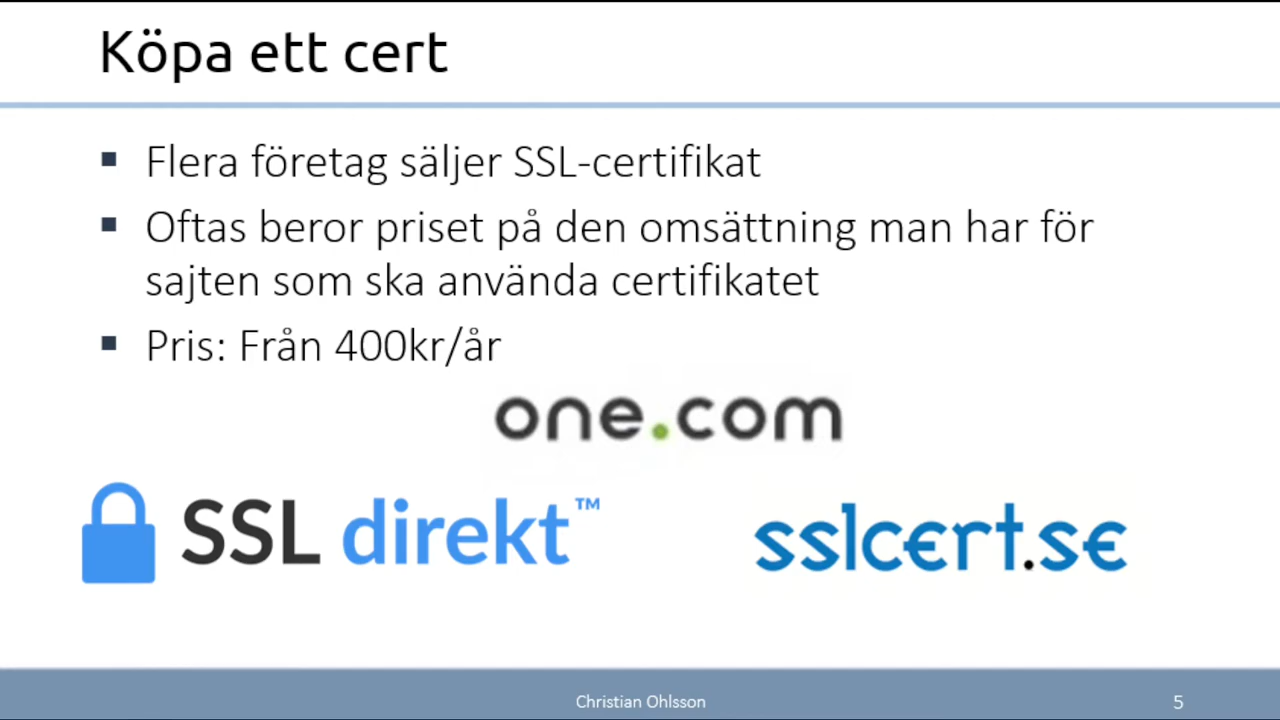 Köpa ett cert
▪ Flera företag säljer SSL-certifikat
▪ Oftas beror priset på den omsättning man har för
sajten som ska använda certifikatet
▪ Pris: Från 400kr/år
one.com
SSL direkt™
sslcert.se
Christian Ohlsson
5